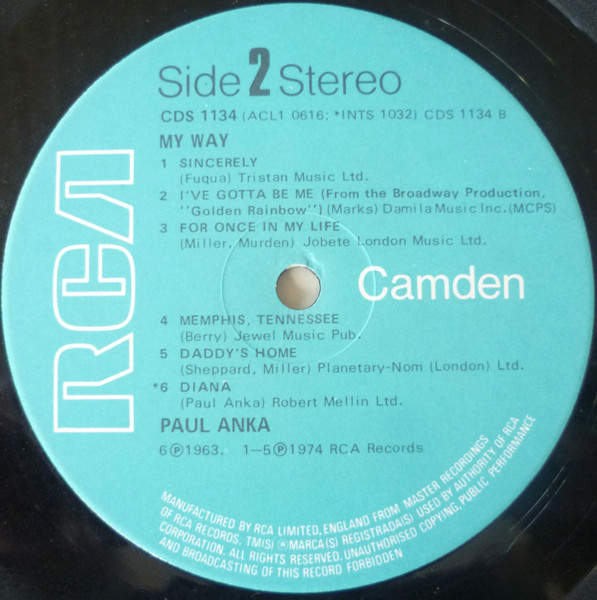 Side 2 Stereo
CDS 1134 (ACL1 0616; *INTS 1032) CDS 1134 B
MY WAY
1 SINCERELY
(Fuqua) Tristan Music Ltd.
2 I'VE GOTTA BE ME (From the Broadway Production,
''Golden Rainbow'') (Marks) Damila Music Inc.(MCPS)
3 FOR ONCE IN MY LIFE
(Miller, Murden) Jobete London Music Ltd.
RCA
Camden
4 MEMPHIS, TENNESSEE
(Berry) Jewel Music Pub.
5 DADDY'S HOME
(Sheppard, Miller) Planetary-Nom (London) Ltd.
*6 DIANA
(Paul Anka) Robert Mellin Ltd.
PAUL ANKA
6℗1963. 1–5℗1974 RCA Records
MANUFACTURED BY RCA LIMITED, ENGLAND FROM MASTER RECORDINGS
OF RCA RECORDS. TM(S) ®MARCA(S) REGISTRADA(S) USED BY AUTHORITY OF RCA
CORPORATION. ALL RIGHTS RESERVED. UNAUTHORISED COPYING, PUBLIC PERFORMANCE
AND BROADCASTING OF THIS RECORD FORBIDDEN